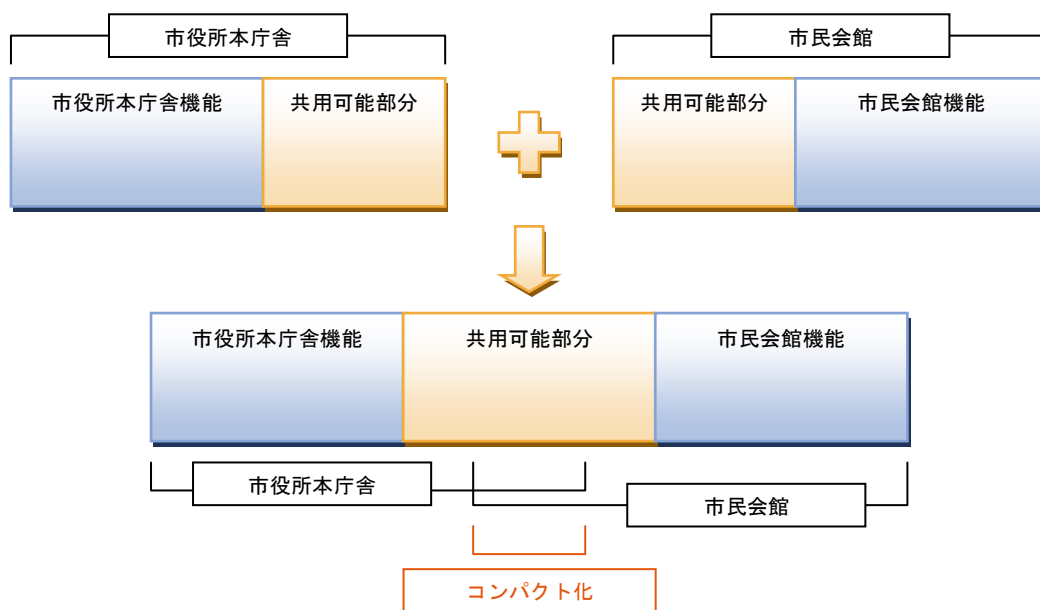 市役所本庁舎
市民会館
市役所本庁舎機能
共用可能部分
共用可能部分
市民会館機能
市役所本庁舎機能
共用可能部分
市民会館機能
市役所本庁舎
市民会館
コンパクト化